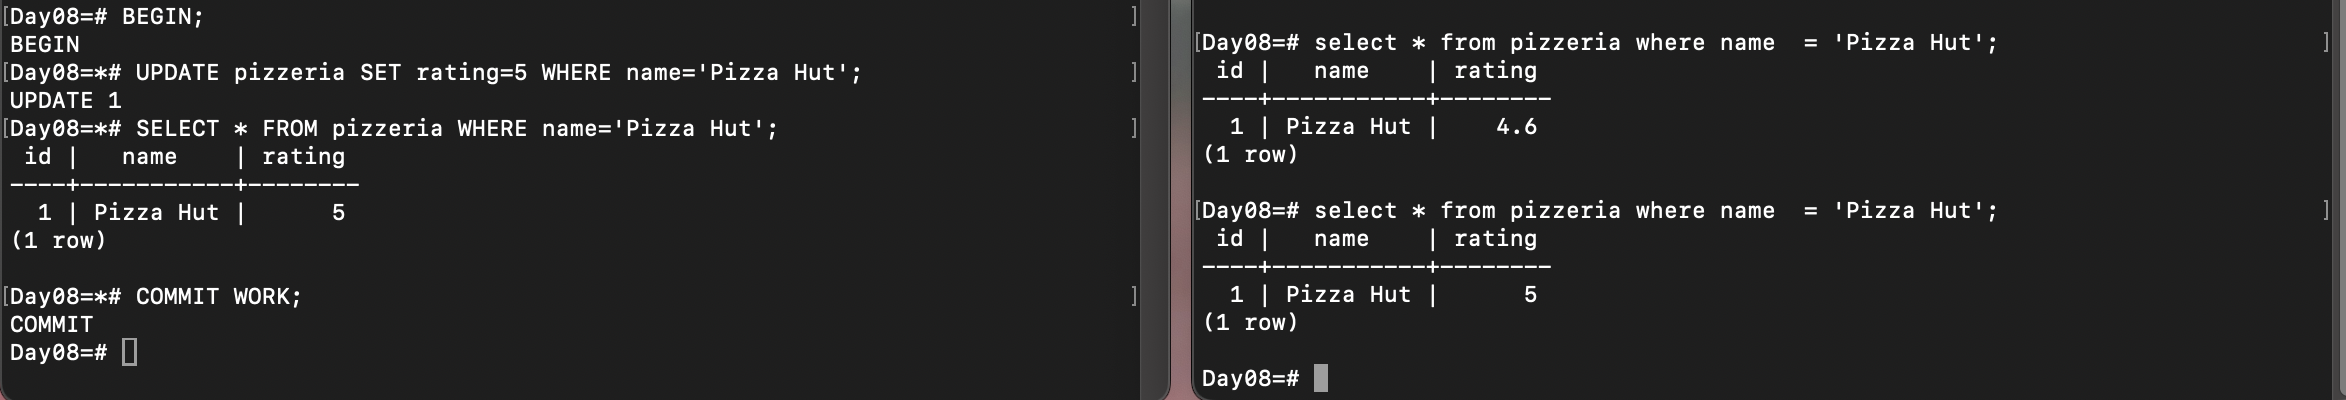 [Day08=# BEGIN; ]
BEGIN
[Day08=*# UPDATE pizzeria SET rating=5 WHERE name='Pizza Hut'; ]
UPDATE 1
[Day08=*# SELECT * FROM pizzeria WHERE name='Pizza Hut'; ]
 id |   name    | rating
----+-----------+--------
  1 | Pizza Hut |      5
(1 row)
[Day08=*# COMMIT WORK; ]
COMMIT
Day08=#
[Day08=# select * from pizzeria where name  = 'Pizza Hut'; ]
 id |   name    | rating
----+-----------+--------
  1 | Pizza Hut |    4.6
(1 row)
[Day08=# select * from pizzeria where name  = 'Pizza Hut'; ]
 id |   name    | rating
----+-----------+--------
  1 | Pizza Hut |      5
(1 row)
Day08=#